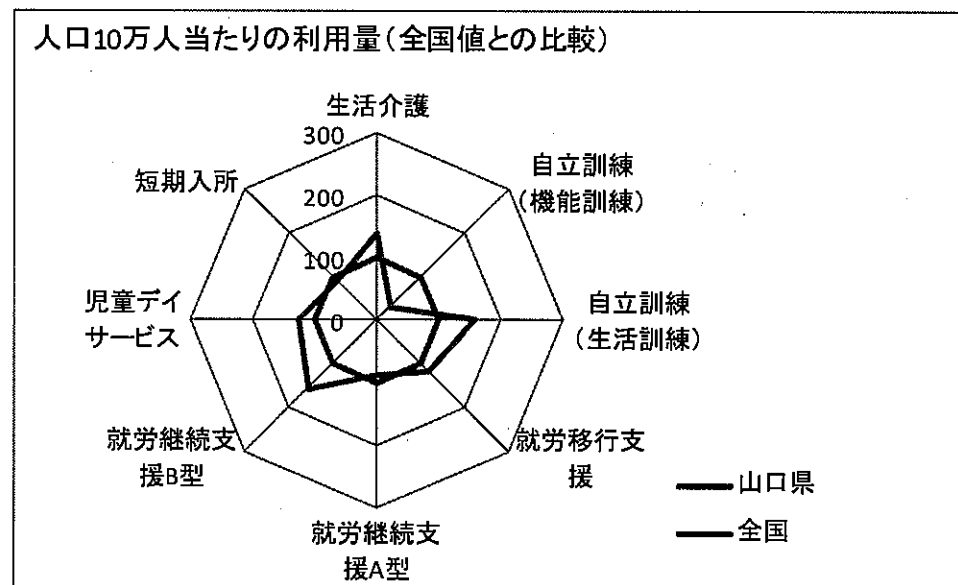 人口10万人当たりの利用量(全国値との比較)
生活介護
300
200
100
0
自立訓練
(機能訓練)
自立訓練
(生活訓練)
就労移行支
援
就労継続支
援A型
就労継続支
援B型
児童デイ
サービス
短期入所
山口県
全国